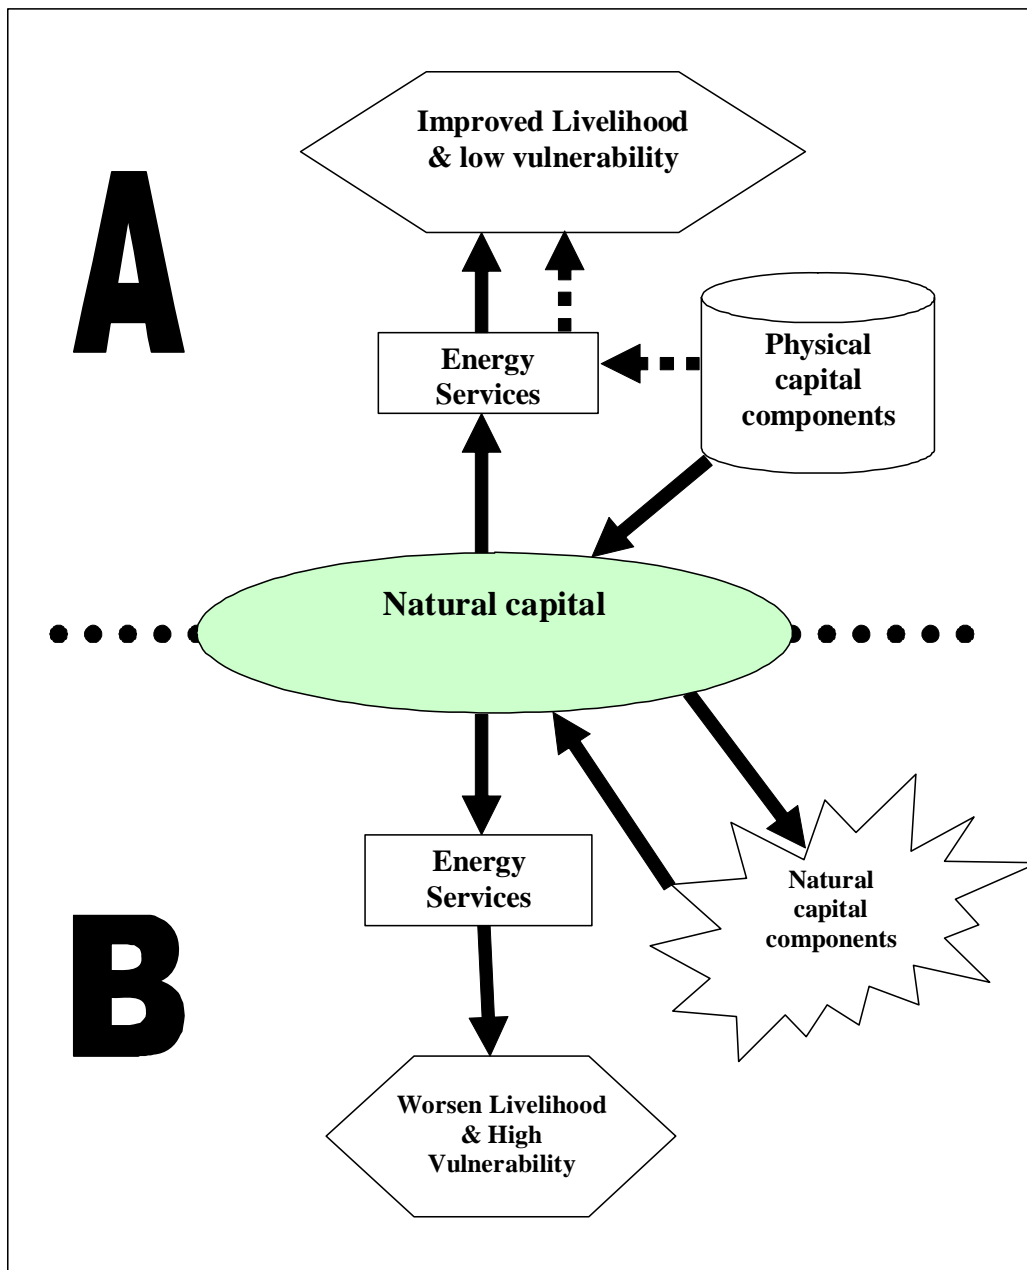 Improved Livelihood
& low vulnerability
A
Energy
Services
Physical
capital
components
Natural capital
Energy
Services
Natural
capital
components
B
Worsen Livelihood
& High
Vulnerability